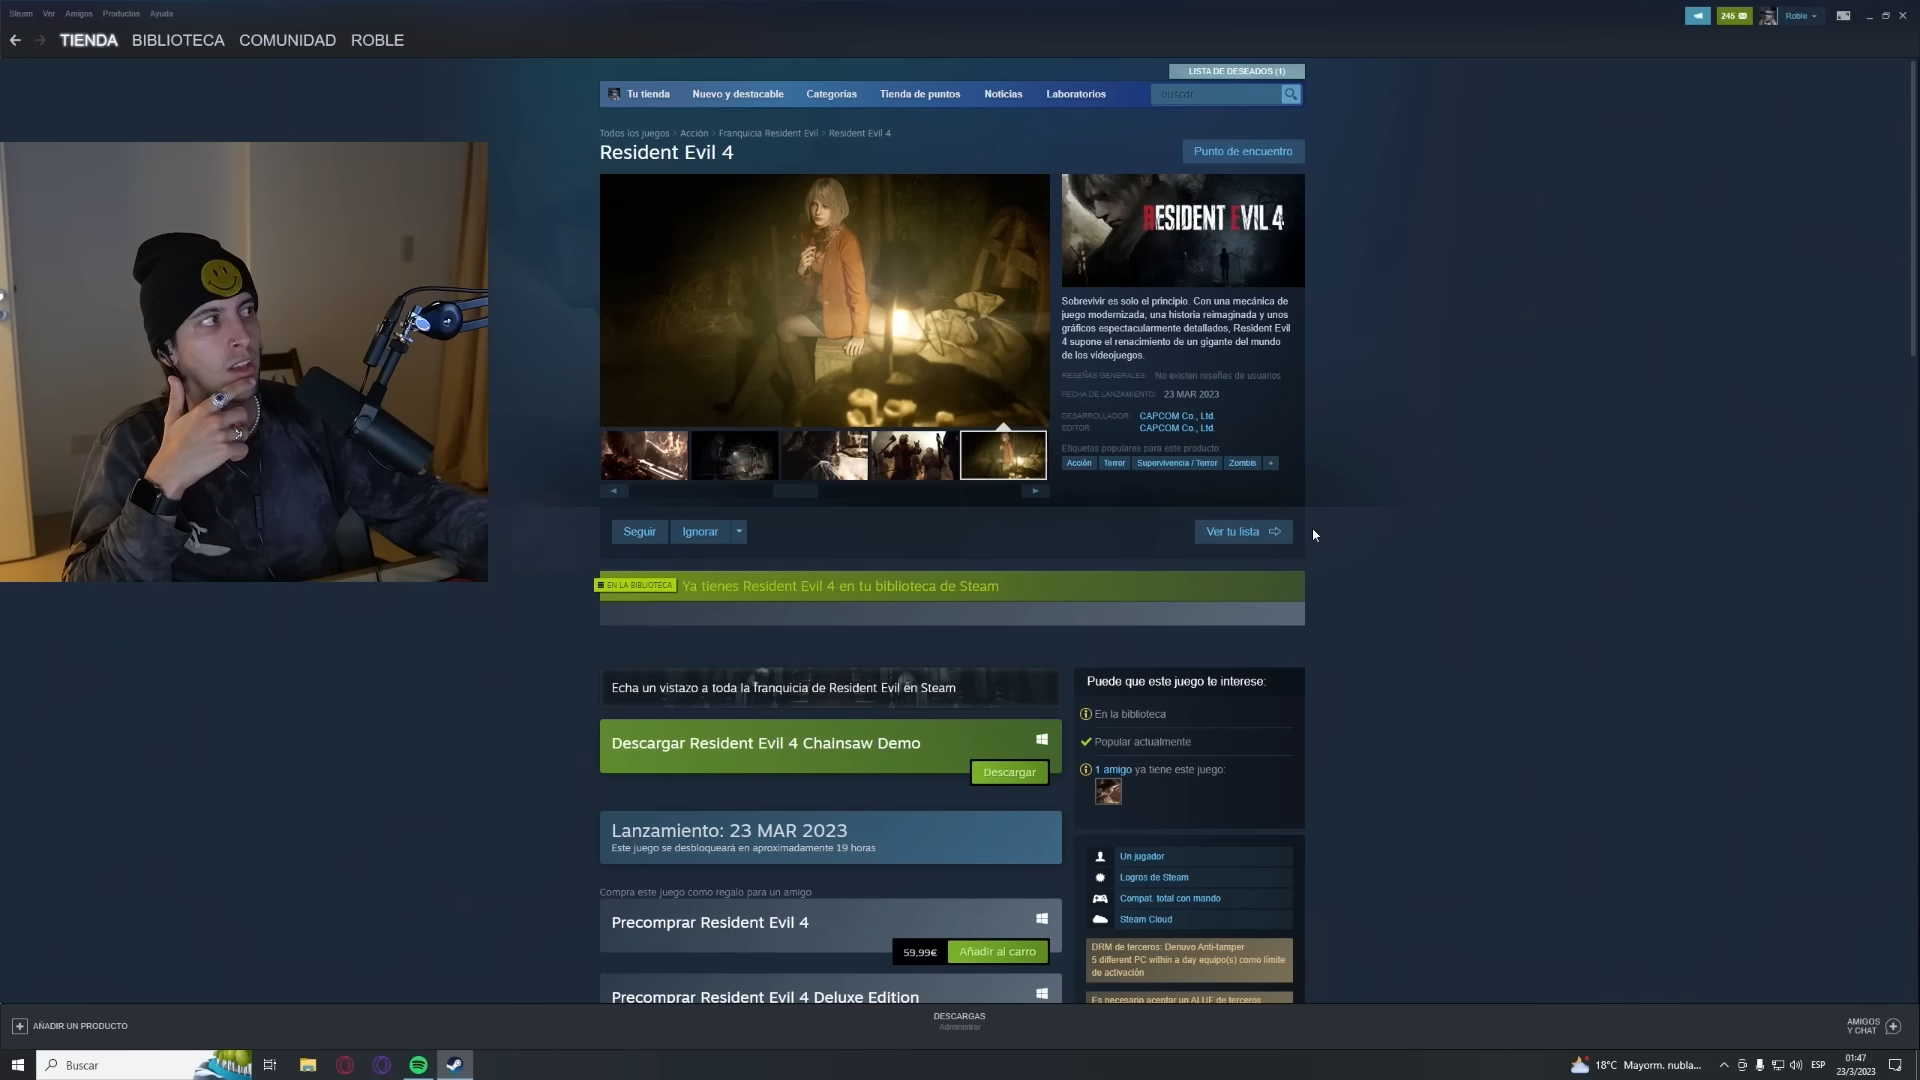 Steam Ver Amigos Productos Ayuda
245
Roble
TIENDA BIBLIOTECA COMUNIDAD ROBLE
LISTA DE DESEADOS (1)
Tu tienda Nuevo y destacable Categorías Tienda de puntos Noticias Laboratorios buscar
Todos los juegos > Acción > Franquicia Resident Evil > Resident Evil 4
Resident Evil 4
Punto de encuentro
RESIDENT EVIL 4
Sobrevivir es solo el principio. Con una mecánica de
juego modernizada, una historia reimaginada y unos
gráficos espectacularmente detallados, Resident Evil
4 supone el renacimiento de un gigante del mundo
de los videojuegos.
RESEÑAS GENERALES: No existen reseñas de usuarios
FECHA DE LANZAMIENTO: 23 MAR 2023
DESARROLLADOR: CAPCOM Co., Ltd.
EDITOR: CAPCOM Co., Ltd.
Etiquetas populares para este producto:
Acción Terror Supervivencia / Terror Zombis +
Seguir Ignorar
Ver tu lista
EN LA BIBLIOTECA Ya tienes Resident Evil 4 en tu biblioteca de Steam
Echa un vistazo a toda la franquicia de Resident Evil en Steam
Descargar Resident Evil 4 Chainsaw Demo
Descargar
Lanzamiento: 23 MAR 2023
Este juego se desbloqueará en aproximadamente 19 horas
Compra este juego como regalo para un amigo
Precomprar Resident Evil 4
59,99€ Añadir al carro
Precomprar Resident Evil 4 Deluxe Edition
Puede que este juego te interese:
En la biblioteca
Popular actualmente
1 amigo ya tiene este juego:
Un jugador
Logros de Steam
Compat. total con mando
Steam Cloud
DRM de terceros: Denuvo Anti-tamper
5 different PC within a day equipo(s) como límite
de activación
Es necesario aceptar un ALUF de terceros
AÑADIR UN PRODUCTO
DESCARGAS
Administrar
AMIGOS
Y CHAT
Buscar
18°C Mayorm. nubla...
ESP
01:47
23/3/2023